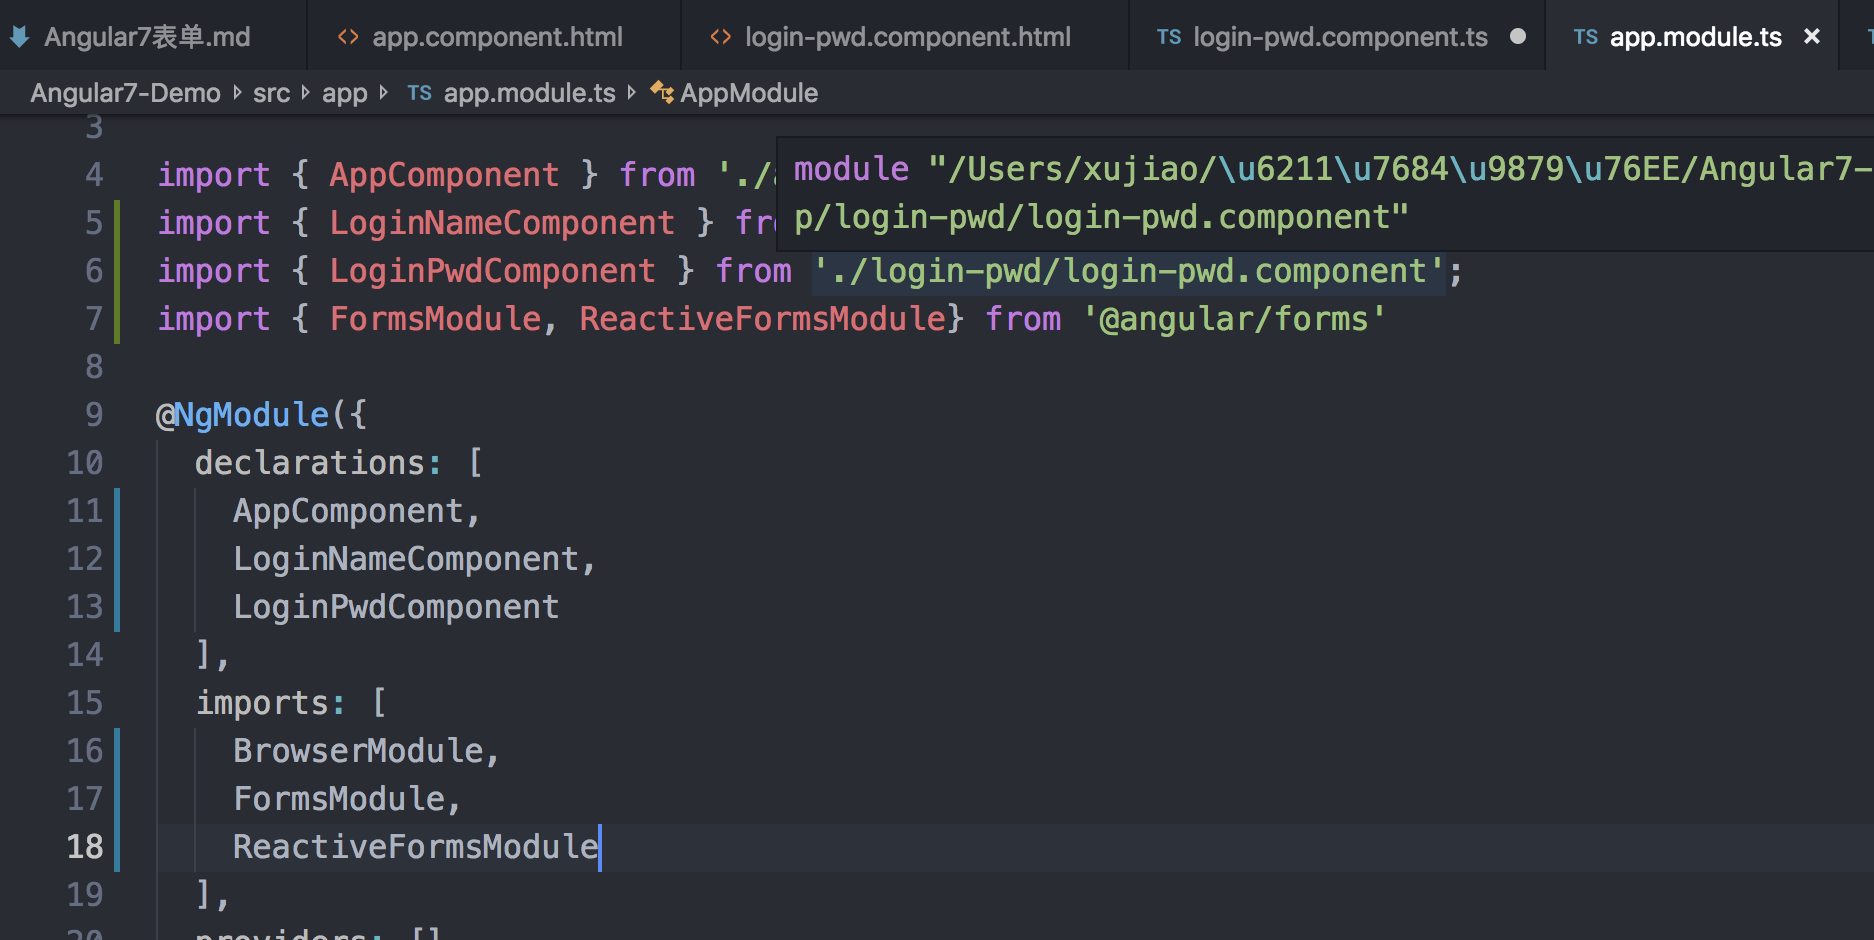 Angular7表单.md
app.component.html
login-pwd.component.html
TS login-pwd.component.ts
TS app.module.ts
Angular7-Demo src app TS app.module.ts AppModule
3
4 import { AppComponent } from './
module "/Users/xujiao/\u6211\u7684\u9879\u76EE/Angular7-
p/login-pwd/login-pwd.component"
5 import { LoginNameComponent } fro
6 import { LoginPwdComponent } from './login-pwd/login-pwd.component';
7 import { FormsModule, ReactiveFormsModule} from '@angular/forms'
8
9 @NgModule({
10 declarations: [
11 AppComponent,
12 LoginNameComponent,
13 LoginPwdComponent
14 ],
15 imports: [
16 BrowserModule,
17 FormsModule,
18 ReactiveFormsModule
19 ],
20 providers: []